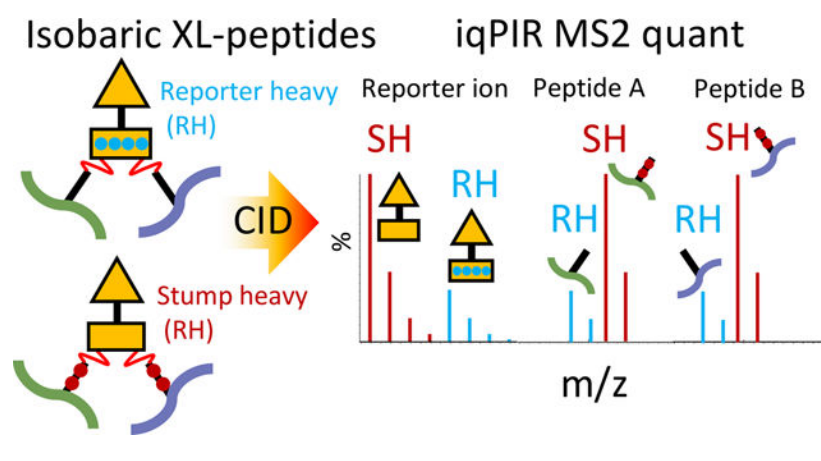 Isobaric XL-peptides
iqPIR MS2 quant
Reporter heavy
(RH)
Stump heavy
(RH)
CID
Reporter ion
Peptide A
Peptide B
SH
RH
SH
RH
SH
RH
%
m/z